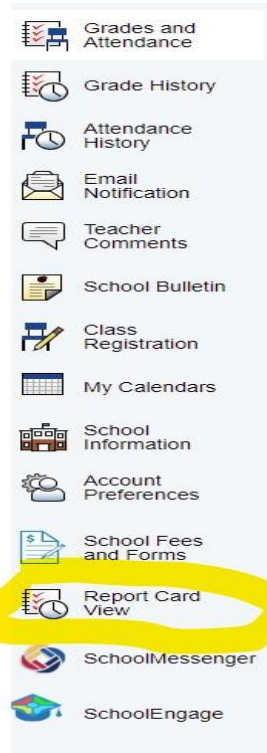 Grades and
Attendance
Grade History
Attendance
History
Email
Notification
Teacher
Comments
School Bulletin
Class
Registration
My Calendars
School
Information
Account
Preferences
School Fees
and Forms
Report Card
View
SchoolMessenger
SchoolEngage